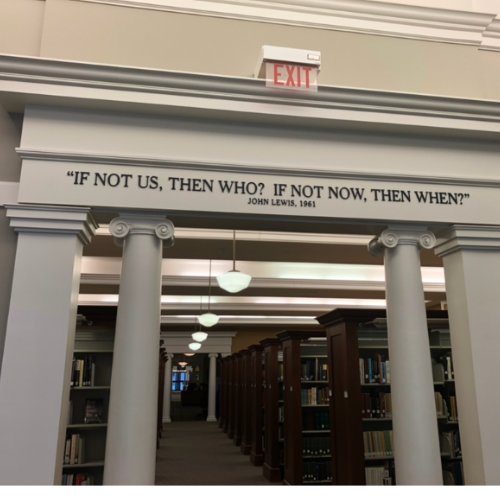 EXIT
“IF NOT US, THEN WHO? IF NOT NOW, THEN WHEN?”
JOHN LEWIS, 1961